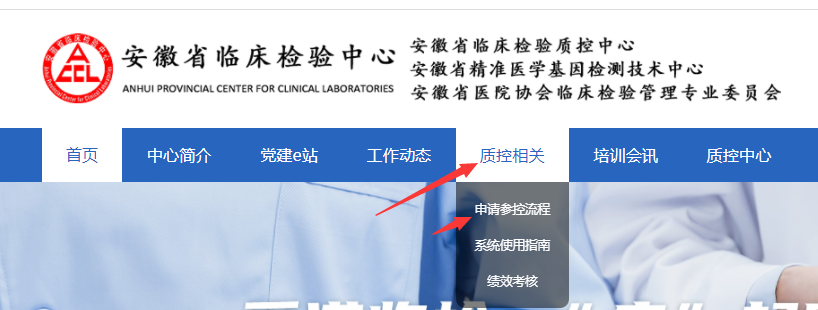 安徽省临床检验中心
ANHUI PROVINCIAL CENTER FOR CLINICAL LABORATORIES
安徽省临床检验质控中心
安徽省精准医学基因检测技术中心
安徽省医院协会临床检验管理专业委员会
首页 中心简介 党建e站 工作动态 质控相关 培训会讯 质控中心
申请参控流程
系统使用指南
绩效考核